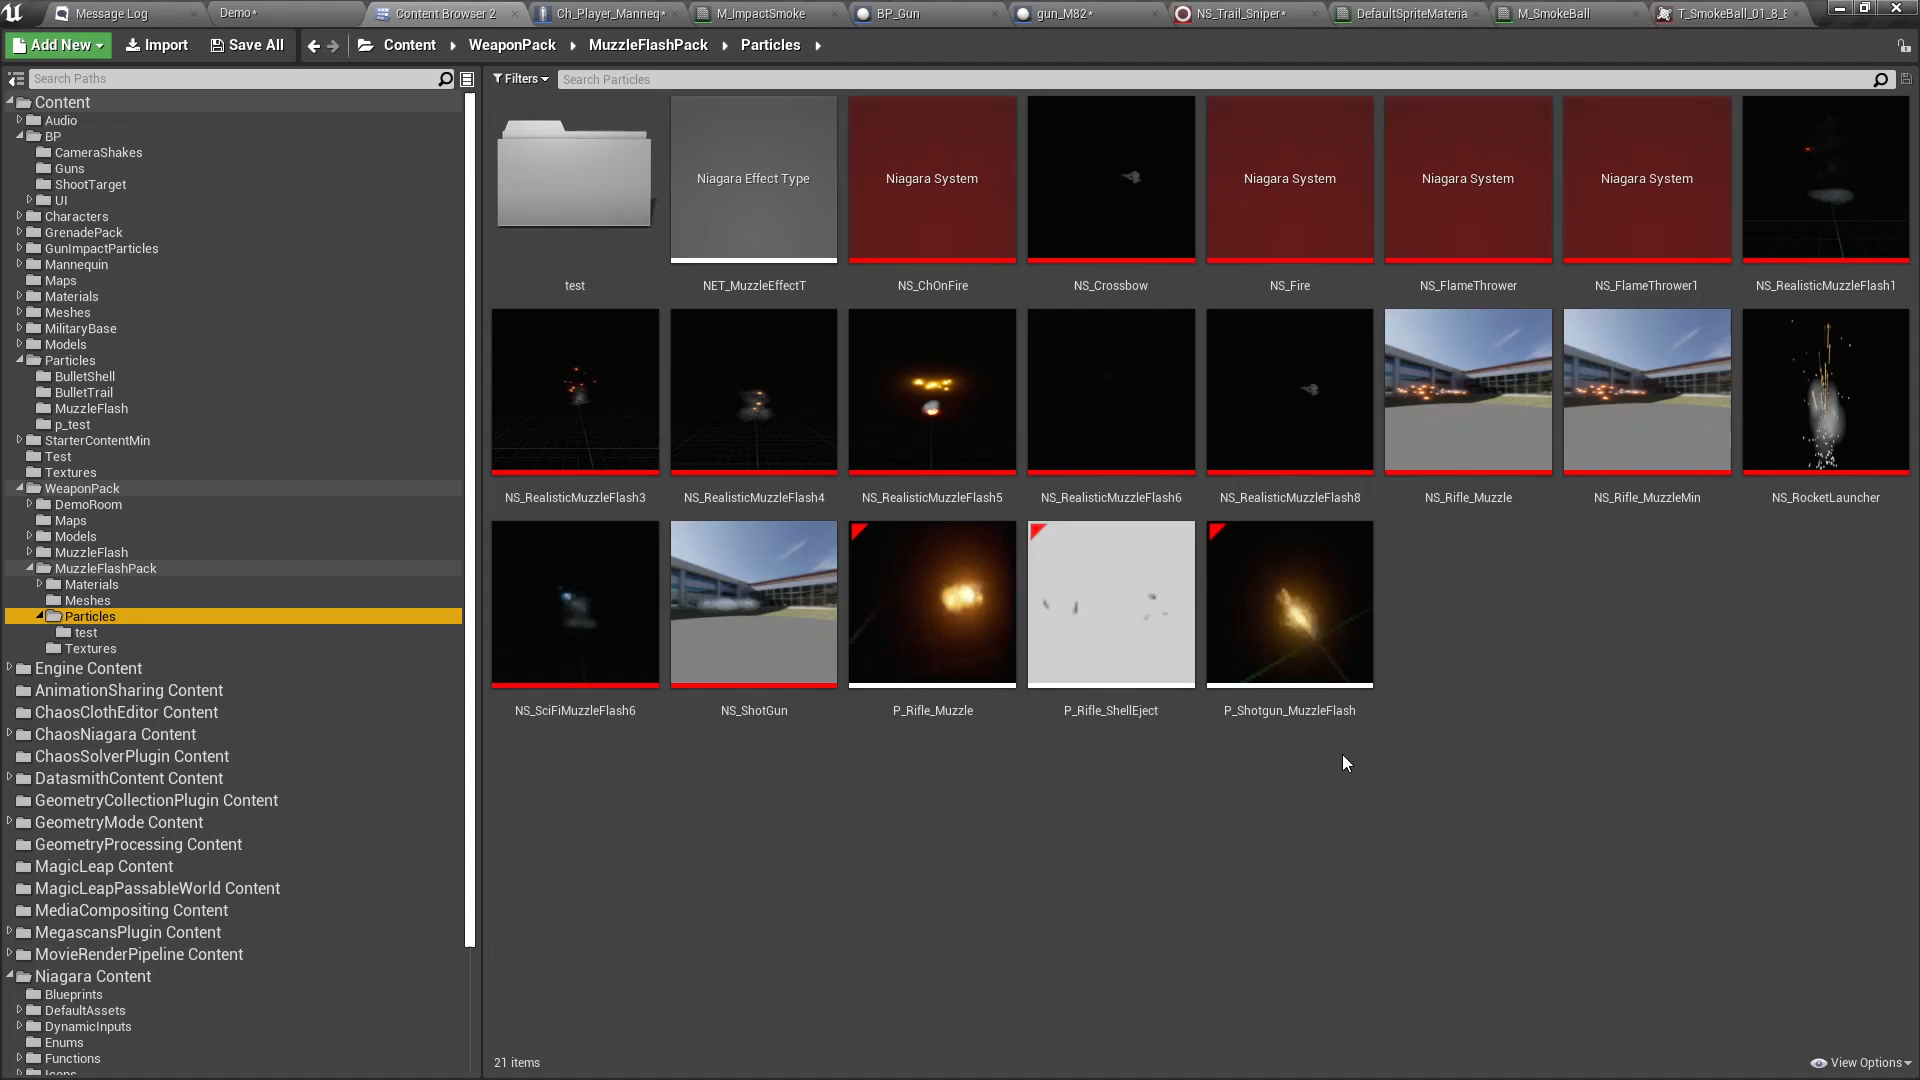 Message Log
Demo*
Content Browser 2
Ch_Player_Manneq*
M_ImpactSmoke
BP_Gun
gun_M82*
NS_Trail_Sniper*
DefaultSpriteMateria
M_SmokeBall
T_SmokeBall_01_8_8
Add New
Import
Save All
Content
WeaponPack
MuzzleFlashPack
Particles
Search Paths
Filters
Search Particles
Content
Audio
BP
CameraShakes
Guns
ShootTarget
UI
Characters
GrenadePack
GunImpactParticles
Mannequin
Maps
Materials
Meshes
MilitaryBase
Models
Particles
BulletShell
BulletTrail
MuzzleFlash
p_test
StarterContentMin
Test
Textures
WeaponPack
DemoRoom
Maps
Models
MuzzleFlash
MuzzleFlashPack
Materials
Meshes
Particles
test
Textures
Engine Content
AnimationSharing Content
ChaosClothEditor Content
ChaosNiagara Content
ChaosSolverPlugin Content
DatasmithContent Content
GeometryCollectionPlugin Content
GeometryMode Content
GeometryProcessing Content
MagicLeap Content
MagicLeapPassableWorld Content
MediaCompositing Content
MegascansPlugin Content
MovieRenderPipeline Content
Niagara Content
Blueprints
DefaultAssets
DynamicInputs
Enums
Functions
Icons
Niagara Effect Type
Niagara System
Niagara System
Niagara System
Niagara System
test
NET_MuzzleEffectT
NS_ChOnFire
NS_Crossbow
NS_Fire
NS_FlameThrower
NS_FlameThrower1
NS_RealisticMuzzleFlash1
NS_RealisticMuzzleFlash3
NS_RealisticMuzzleFlash4
NS_RealisticMuzzleFlash5
NS_RealisticMuzzleFlash6
NS_RealisticMuzzleFlash8
NS_Rifle_Muzzle
NS_Rifle_MuzzleMin
NS_RocketLauncher
NS_SciFiMuzzleFlash6
NS_ShotGun
P_Rifle_Muzzle
P_Rifle_ShellEject
P_Shotgun_MuzzleFlash
21 items
View Options